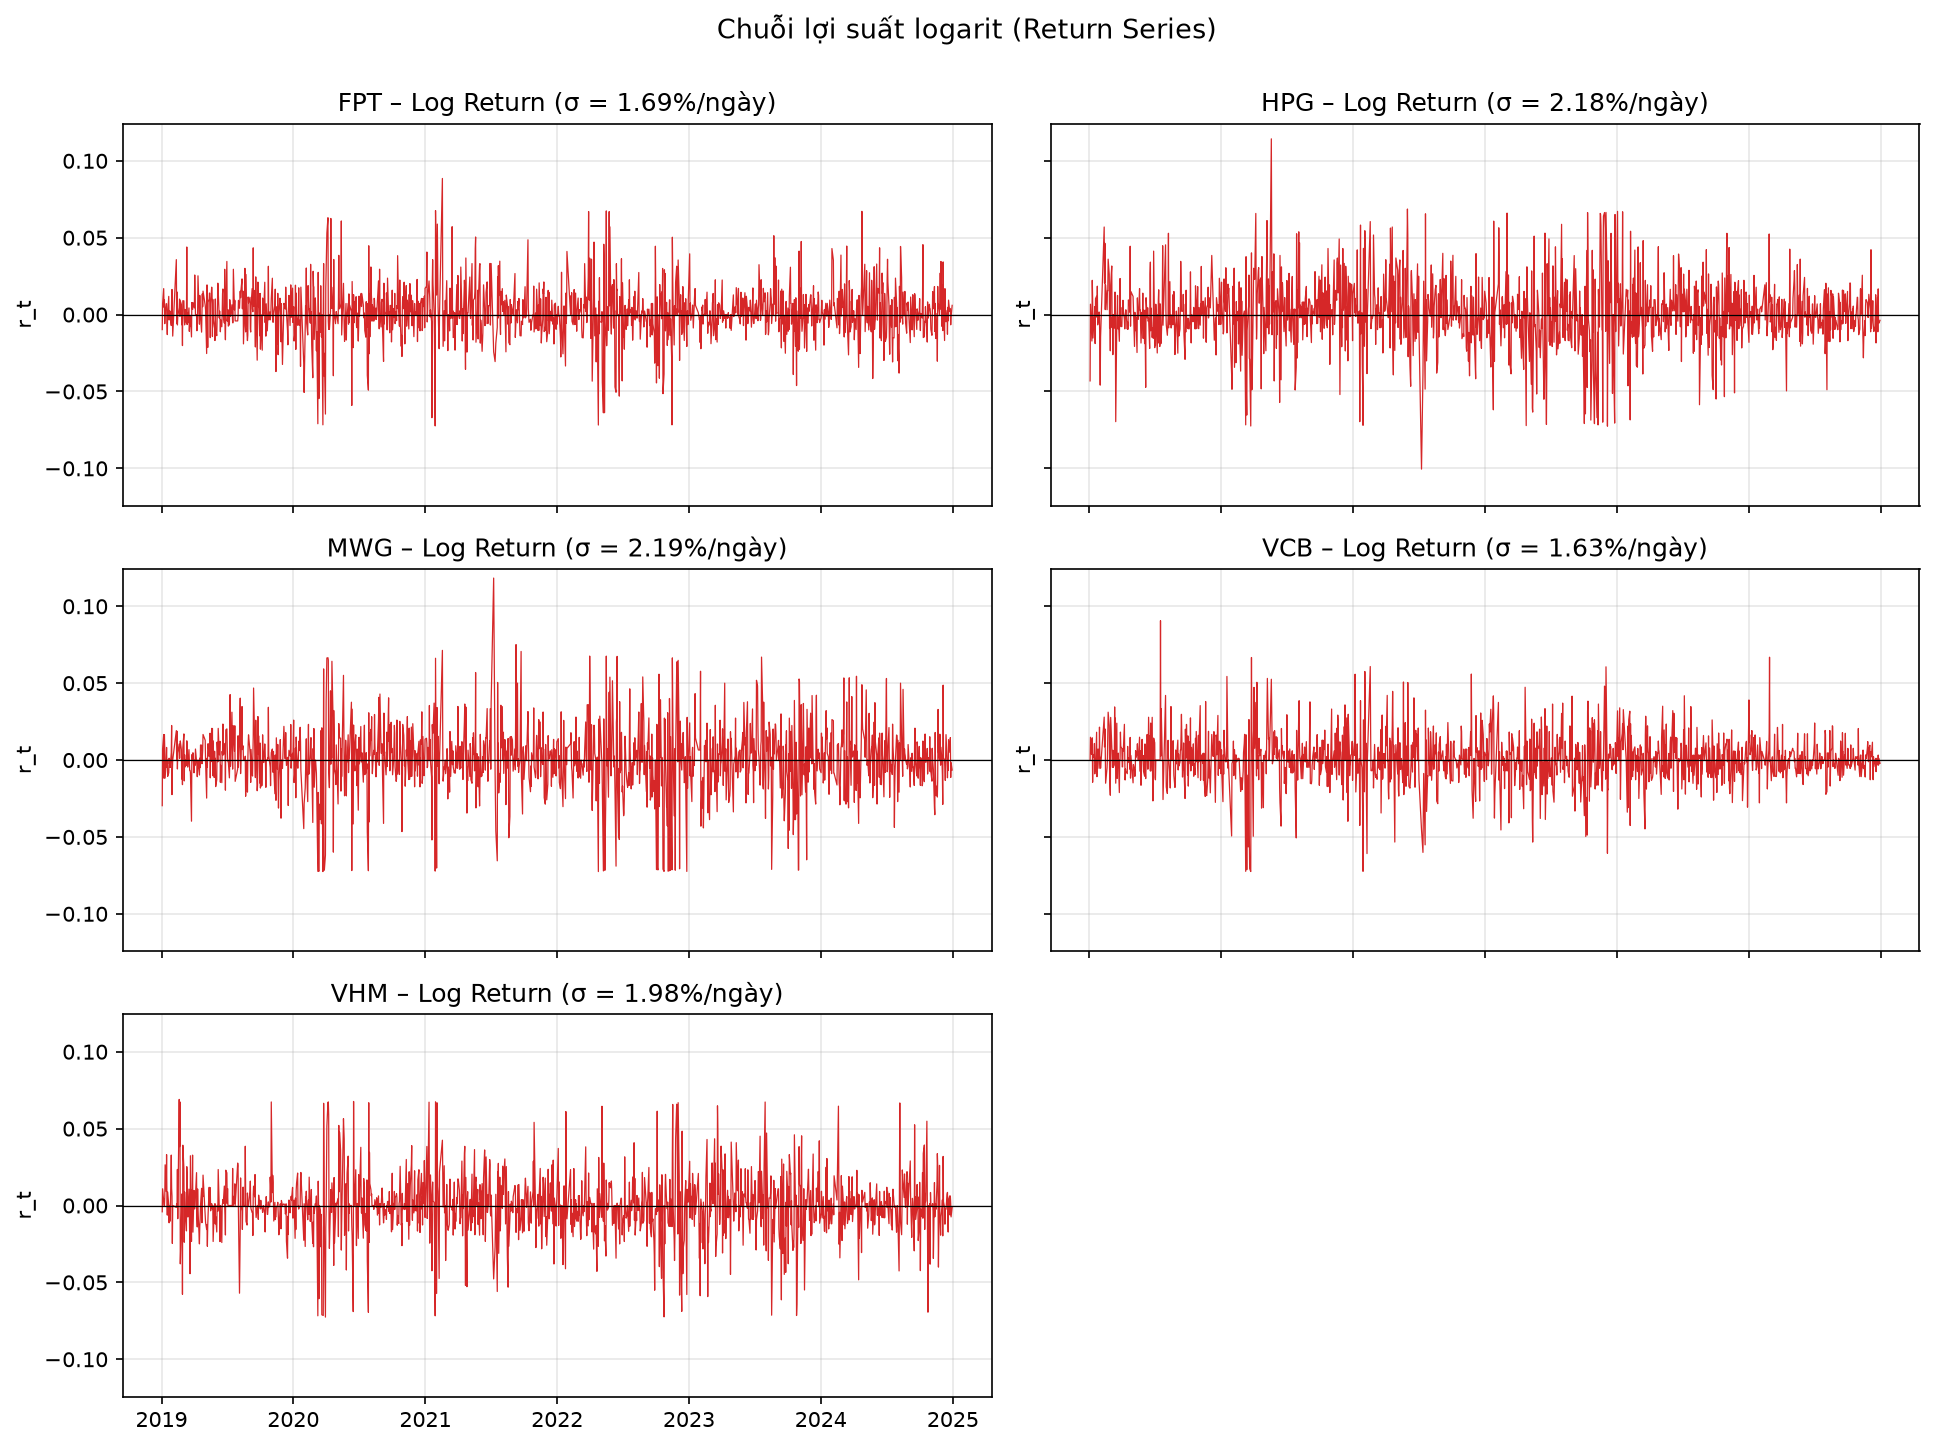 Chuỗi lợi suất logarit (Return Series)
FPT – Log Return (σ = 1.69%/ngày)
r_t
0.10
0.05
0.00
−0.05
−0.10
HPG – Log Return (σ = 2.18%/ngày)
r_t
MWG – Log Return (σ = 2.19%/ngày)
r_t
0.10
0.05
0.00
−0.05
−0.10
VCB – Log Return (σ = 1.63%/ngày)
r_t
VHM – Log Return (σ = 1.98%/ngày)
r_t
0.10
0.05
0.00
−0.05
−0.10
2019 2020 2021 2022 2023 2024 2025